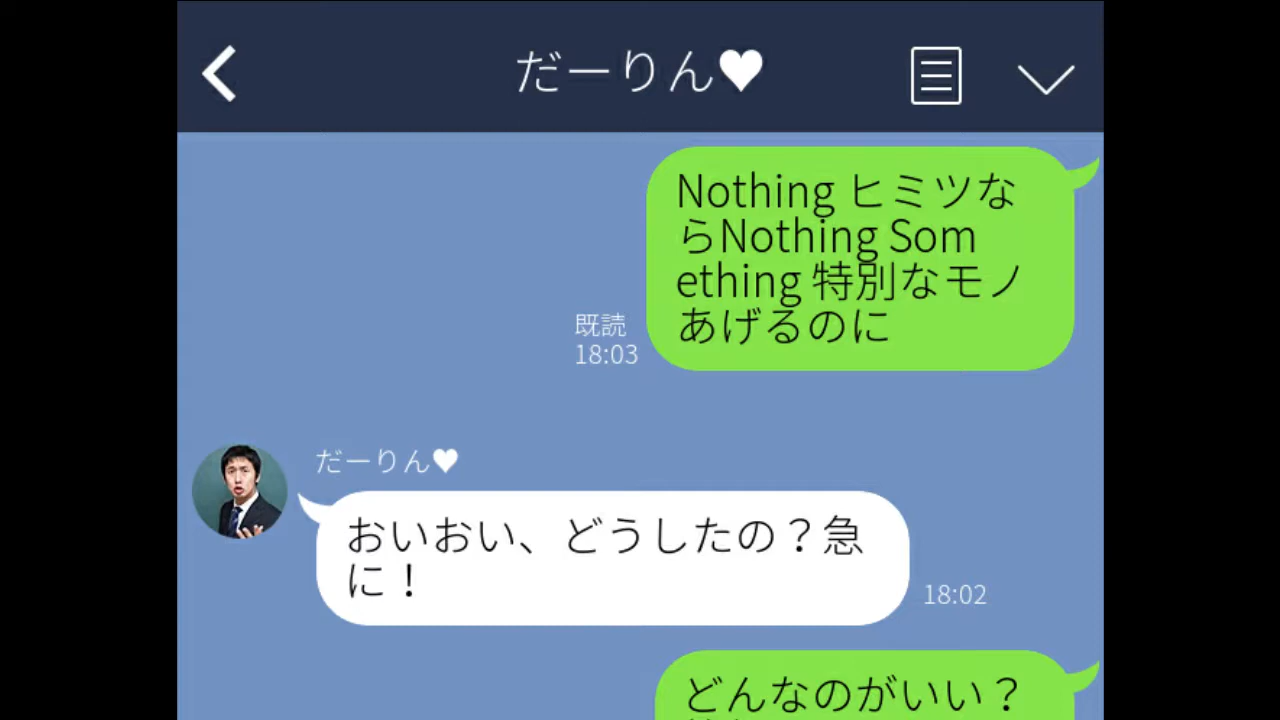 だーりん♥
Nothing ヒミツな
らNothing Som
ething 特別なモノ
あげるのに
既読
18:03
だーりん♥
おいおい、どうしたの？急
に！
18:02
どんなのがいい？